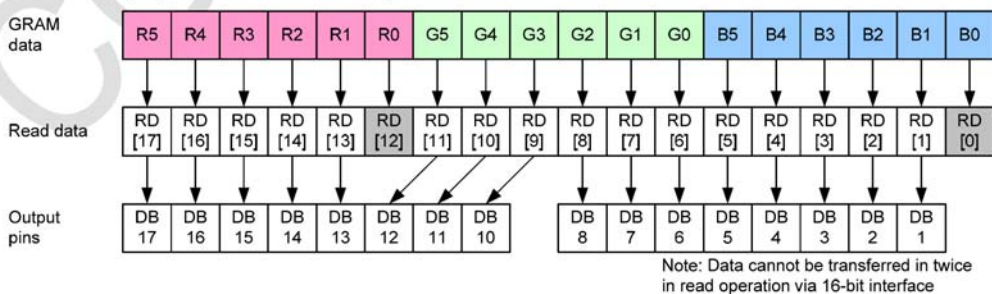 GRAM
data
R5 R4 R3 R2 R1 R0 G5 G4 G3 G2 G1 G0 B5 B4 B3 B2 B1 B0
Read data
RD RD RD RD RD RD RD RD RD RD RD RD RD RD RD RD RD RD
[17] [16] [15] [14] [13] [12] [11] [10] [9] [8] [7] [6] [5] [4] [3] [2] [1] [0]
Output
pins
DB DB DB DB DB DB DB DB DB DB DB DB DB DB DB DB
17 16 15 14 13 12 11 10 8 7 6 5 4 3 2 1
Note: Data cannot be transferred in twice
in read operation via 16-bit interface